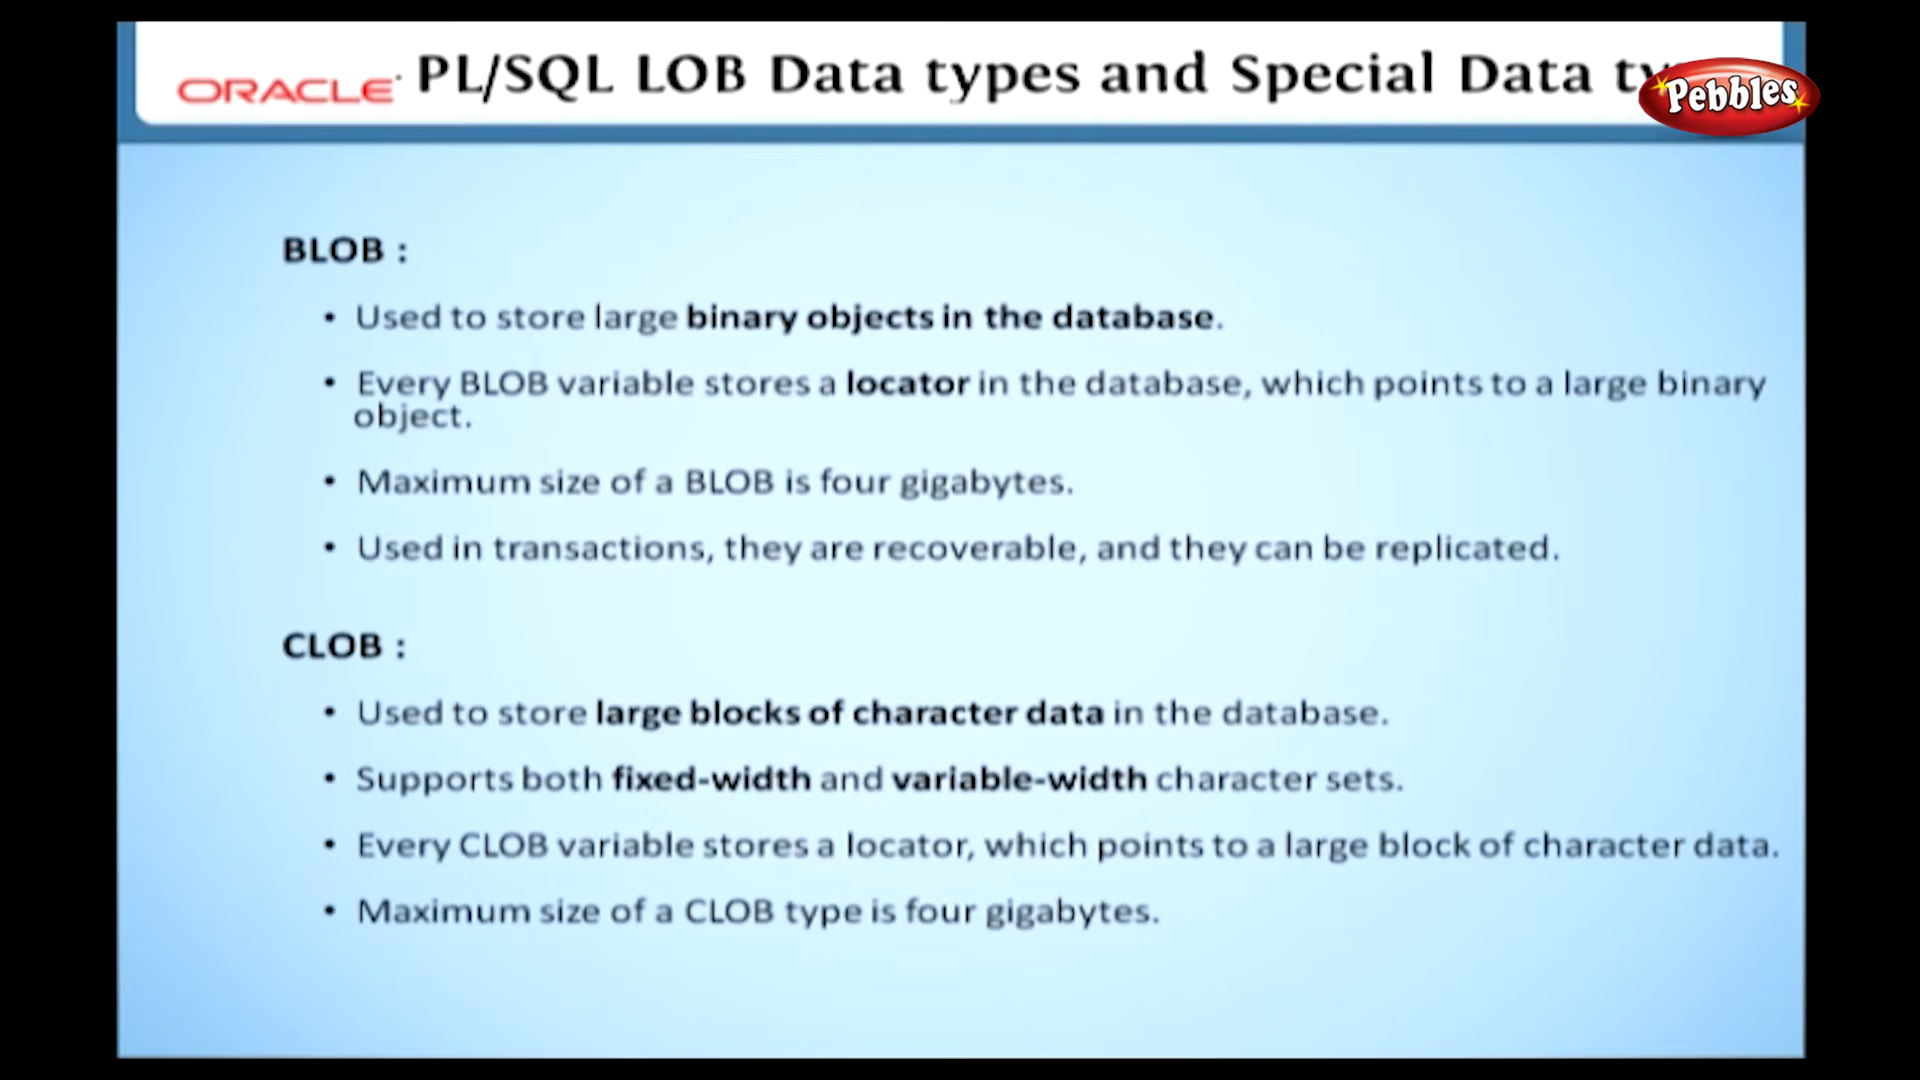 ORACLE PL/SQL LOB Data types and Special Data ty
Pebbles
BLOB :
• Used to store large binary objects in the database.
• Every BLOB variable stores a locator in the database, which points to a large binary
object.
• Maximum size of a BLOB is four gigabytes.
• Used in transactions, they are recoverable, and they can be replicated.
CLOB :
• Used to store large blocks of character data in the database.
• Supports both fixed-width and variable-width character sets.
• Every CLOB variable stores a locator, which points to a large block of character data.
• Maximum size of a CLOB type is four gigabytes.